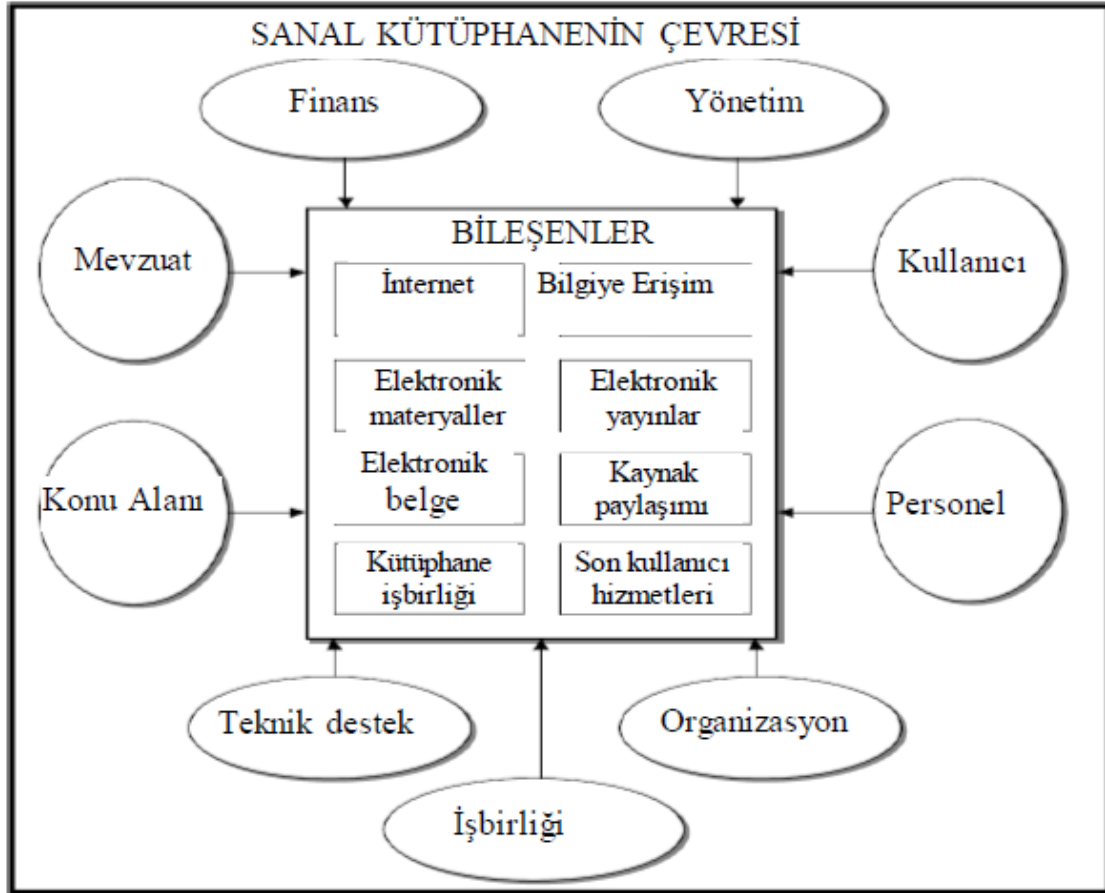 SANAL KÜTÜPHANENİN ÇEVRESİ
Finans
Yönetim
Mevzuat
Kullanıcı
BİLEŞENLER
İnternet
Bilgiye Erişim
Elektronik
materyaller
Elektronik
yayınlar
Elektronik
belge
Kaynak
paylaşımı
Kütüphane
işbirliği
Son kullanıcı
hizmetleri
Konu Alanı
Personel
Teknik destek
Organizasyon
İşbirliği